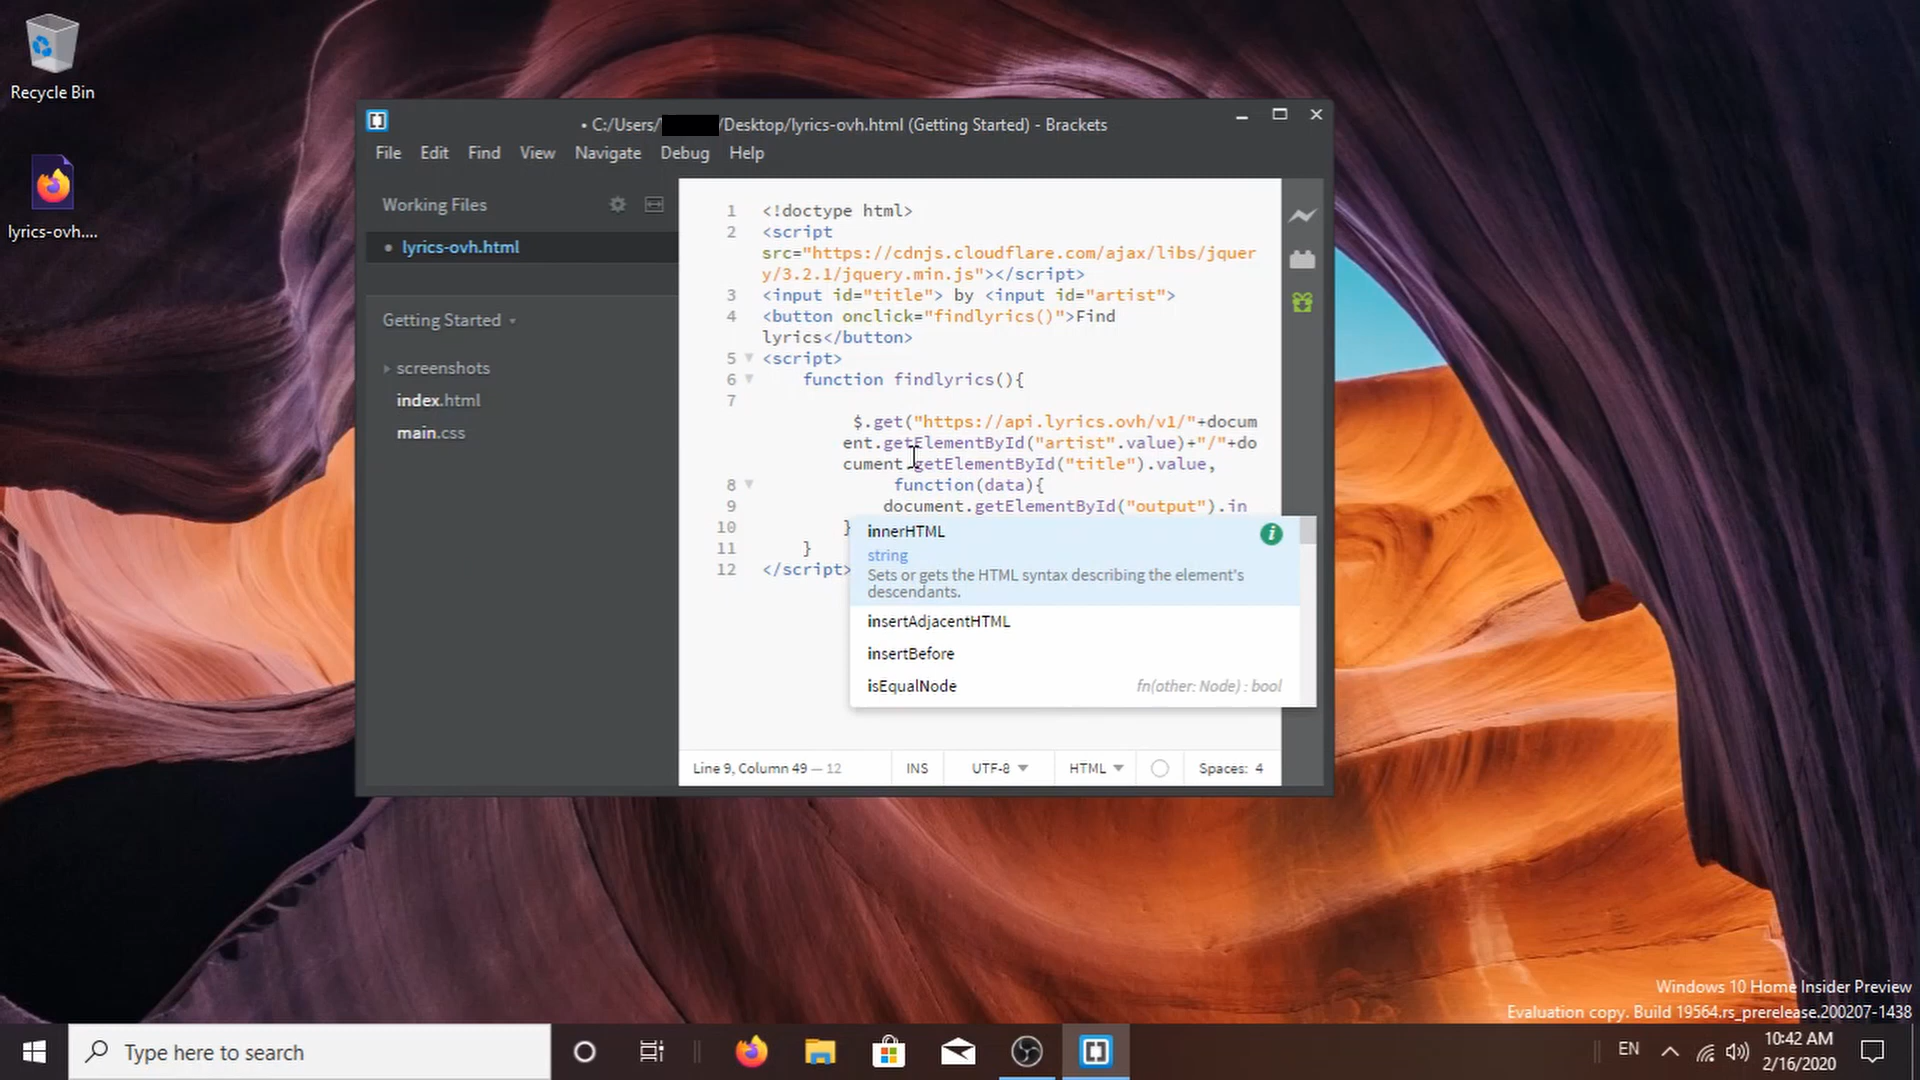 Recycle Bin
lyrics-ovh....
• C:/Users/ /Desktop/lyrics-ovh.html (Getting Started) - Brackets
File Edit Find View Navigate Debug Help
Working Files
lyrics-ovh.html
Getting Started
screenshots
index.html
main.css
1 <!doctype html>
2 <script
src="https://cdnjs.cloudflare.com/ajax/libs/jquer
y/3.2.1/jquery.min.js"></script>
3 <input id="title"> by <input id="artist">
4 <button onclick="findlyrics()">Find
lyrics</button>
5 <script>
6 function findlyrics(){
7
$.get("https://api.lyrics.ovh/v1/"+docum
ent.getElementById("artist".value)+"/"+do
cument.getElementById("title").value,
8 function(data){
9 document.getElementById("output").in
10 }
11 }
12 </script>
innerHTML
string
Sets or gets the HTML syntax describing the element's
descendants.
insertAdjacentHTML
insertBefore
isEqualNode fn(other: Node) : bool
Line 9, Column 49 — 12 INS UTF-8 HTML Spaces: 4
Windows 10 Home Insider Preview
Evaluation copy. Build 19564.rs_prerelease.200207-1438
Type here to search
EN
10:42 AM
2/16/2020